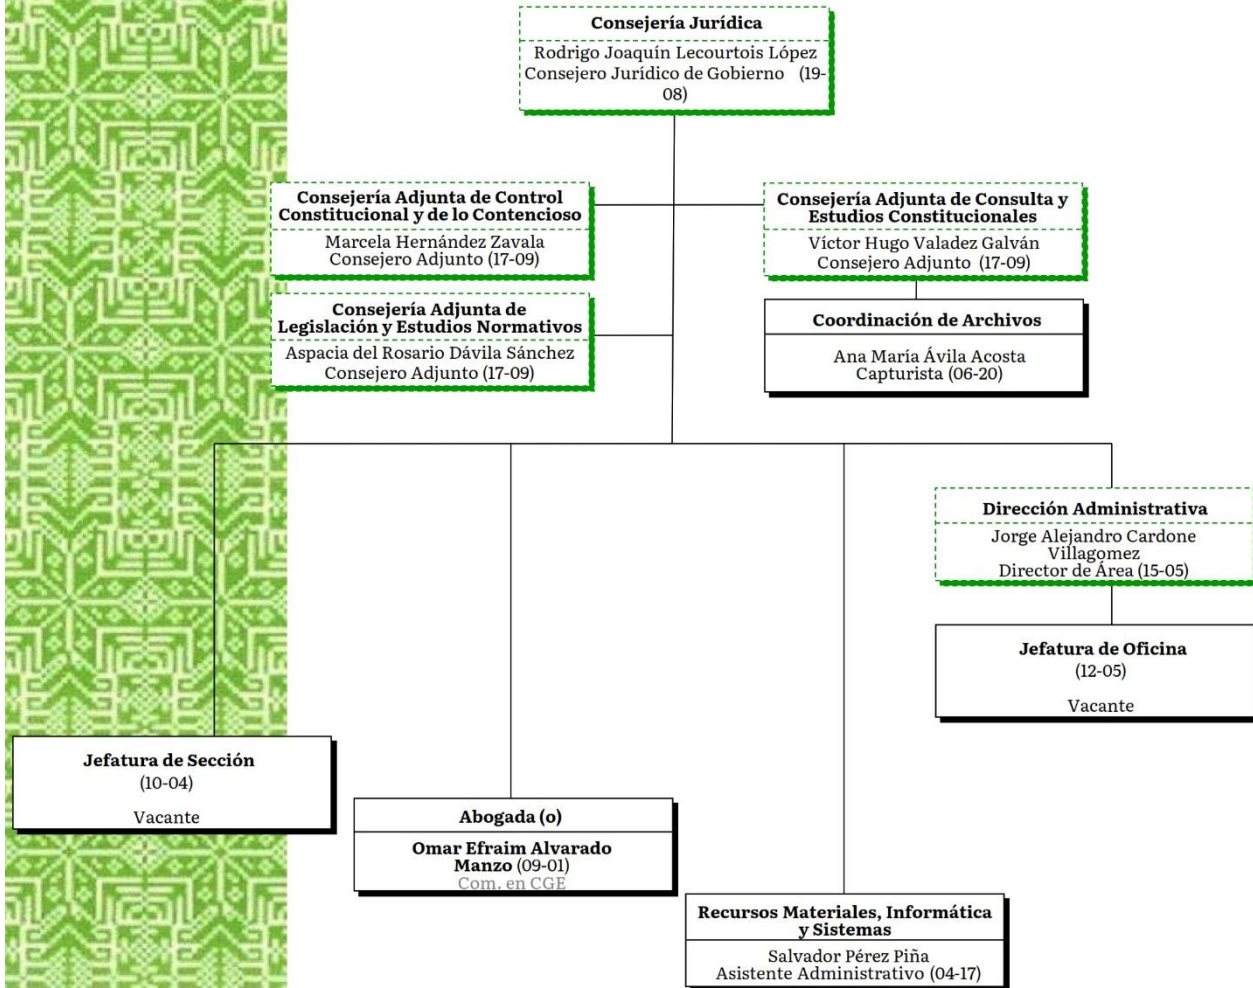 Consejería Jurídica
Rodrigo Joaquín Lecourtois López
Consejero Jurídico de Gobierno (19-
08)
Consejería Adjunta de Control
Constitucional y de lo Contencioso
Marcela Hernández Zavala
Consejero Adjunto (17-09)
Consejería Adjunta de Consulta y
Estudios Constitucionales
Víctor Hugo Valadez Galván
Consejero Adjunto (17-09)
Consejería Adjunta de
Legislación y Estudios Normativos
Aspacia del Rosario Dávila Sánchez
Consejero Adjunto (17-09)
Coordinación de Archivos
Ana María Ávila Acosta
Capturista (06-20)
Dirección Administrativa
Jorge Alejandro Cardone
Villagomez
Director de Área (15-05)
Jefatura de Oficina
(12-05)
Vacante
Jefatura de Sección
(10-04)
Vacante
Abogada (o)
Omar Efraim Alvarado
Manzo (09-01)
Com. en CGE
Recursos Materiales, Informática
y Sistemas
Salvador Pérez Piña
Asistente Administrativo (04-17)